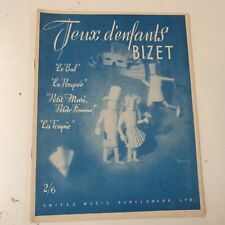 Jeux d'enfants
BIZET
"Le Bal"
"La Poupée"
"Petit Mari,
Petite Femme"
"La Toupie"
2/6
UNITED MUSIC PUBLISHERS LTD.